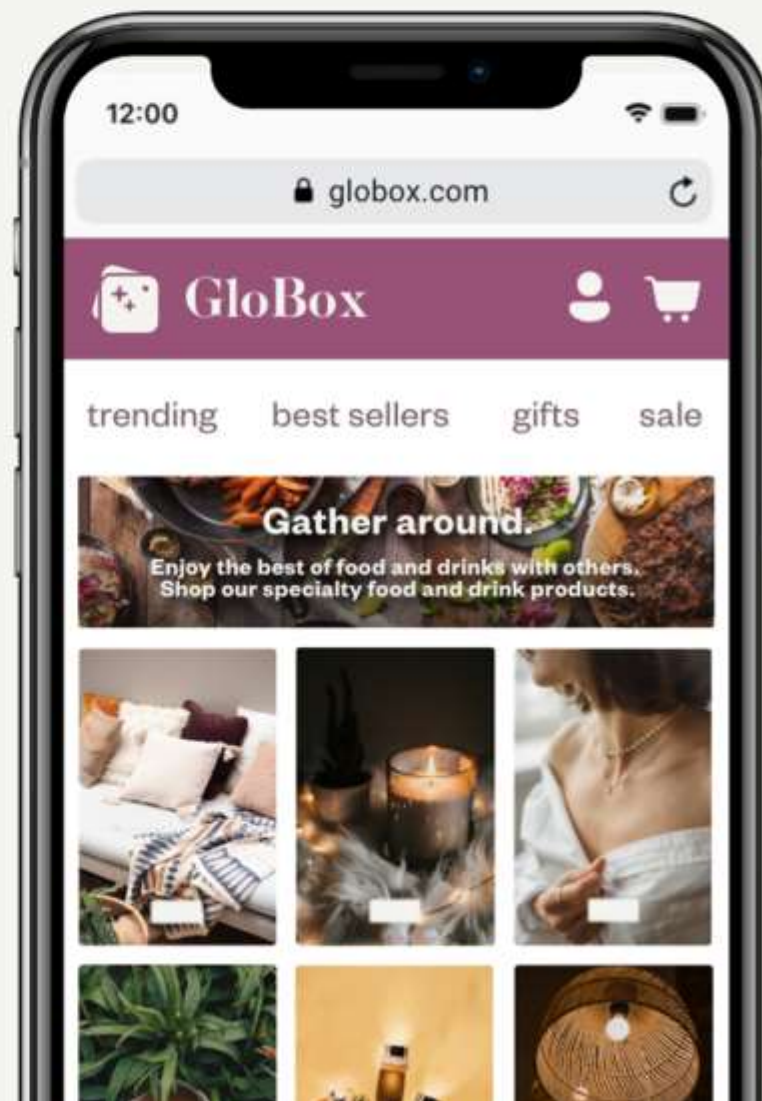 12:00
globox.com
GloBox
trending best sellers gifts sale
Gather around.
Enjoy the best of food and drinks with others.
Shop our specialty food and drink products.